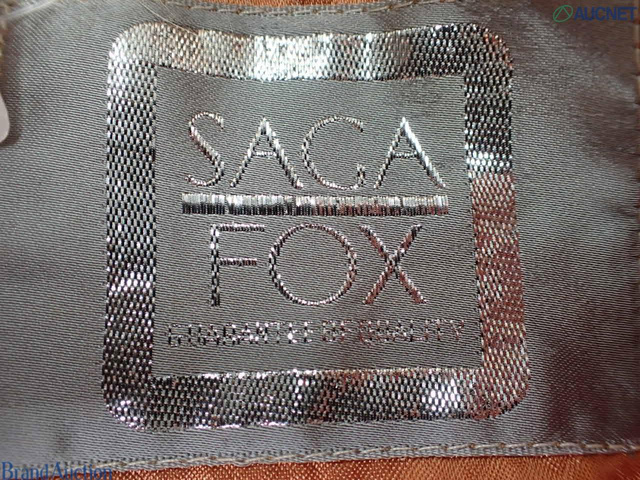 AUCNET
SAGA
FOX
GUARANTEE OF QUALITY
Brand Auction